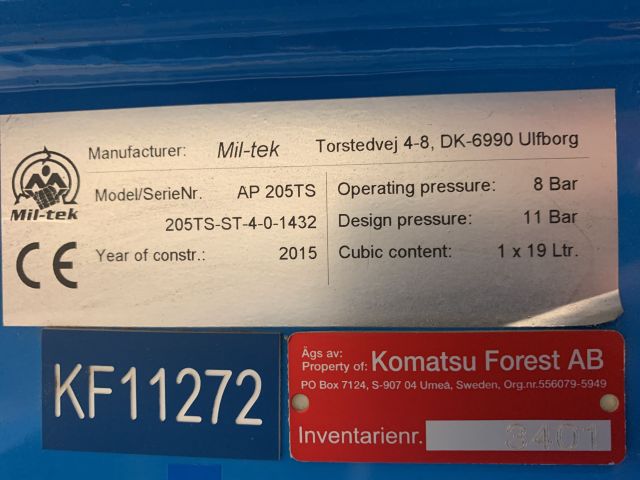 Manufacturer: Mil-tek Torstedvej 4-8, DK-6990 Ulfborg
Mil-tek
Model/SerieNr. AP 205TS
205TS-ST-4-0-1432
Year of constr.: 2015
Operating pressure: 8 Bar
Design pressure: 11 Bar
Cubic content: 1 x 19 Ltr.
CE
KF11272
Ägs av:
Property of: Komatsu Forest AB
PO Box 7124, S-907 04 Umeå, Sweden, Org.nr.556079-5949
Inventarienr. 3401